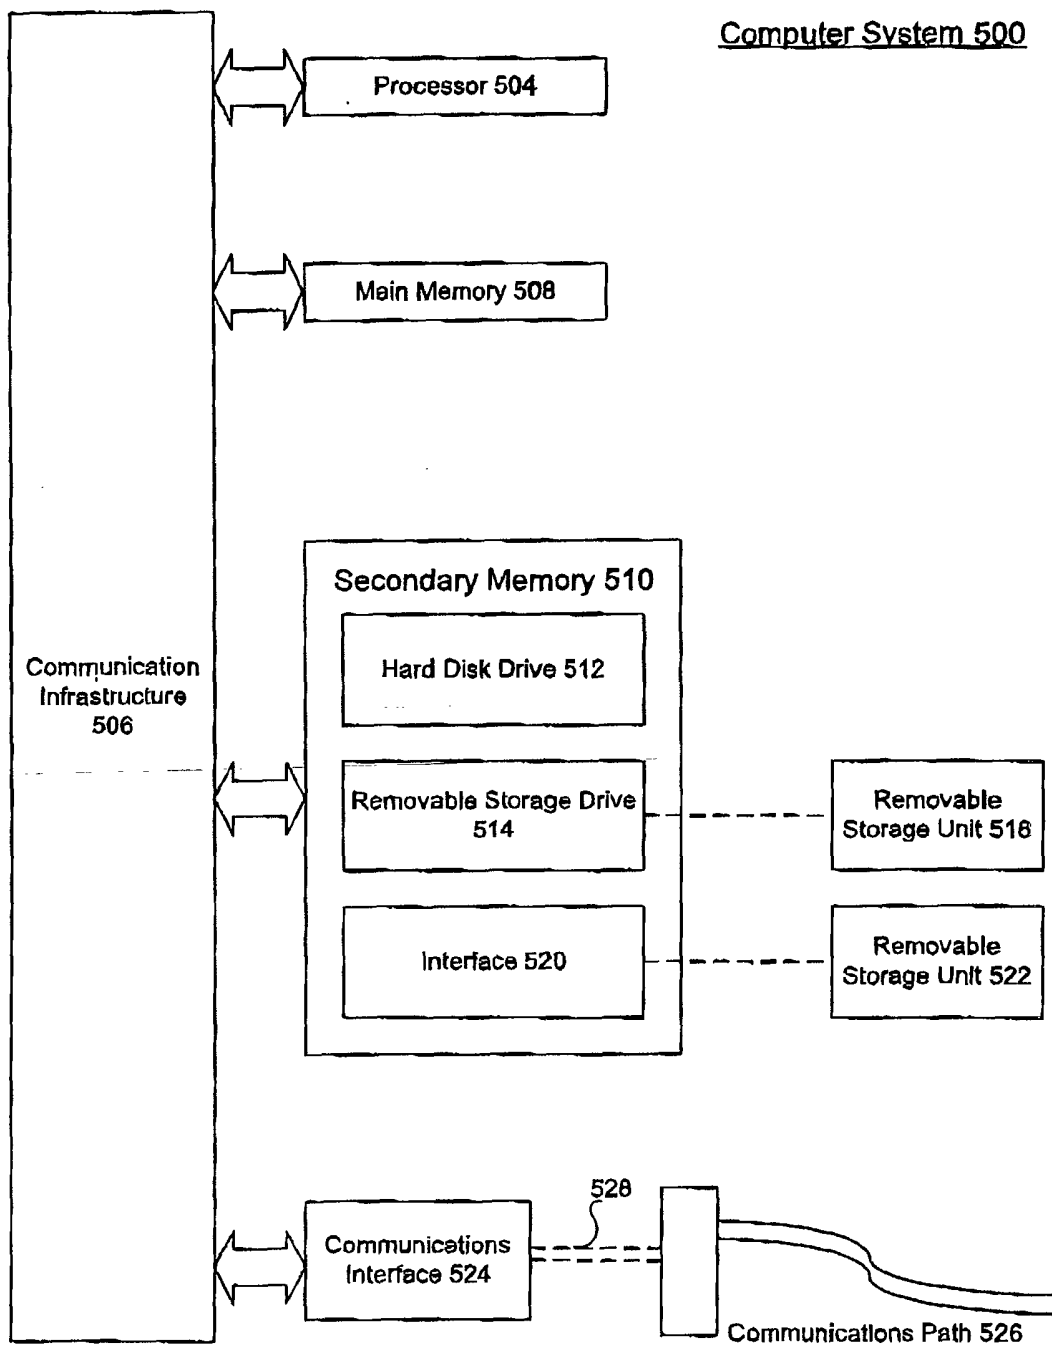 Computer System 500
Processor 504
Main Memory 508
Secondary Memory 510
Hard Disk Drive 512
Communication
Infrastructure
506
Removable Storage Drive
514
Removable
Storage Unit 518
Interface 520
Removable
Storage Unit 522
528
Communications
Interface 524
Communications Path 526